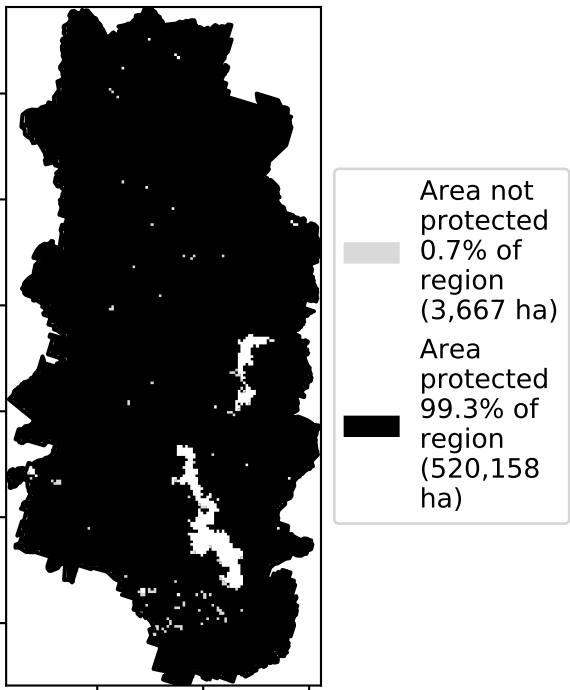 Area not
protected
0.7% of
region
(3,667 ha)
Area
protected
99.3% of
region
(520,158
ha)